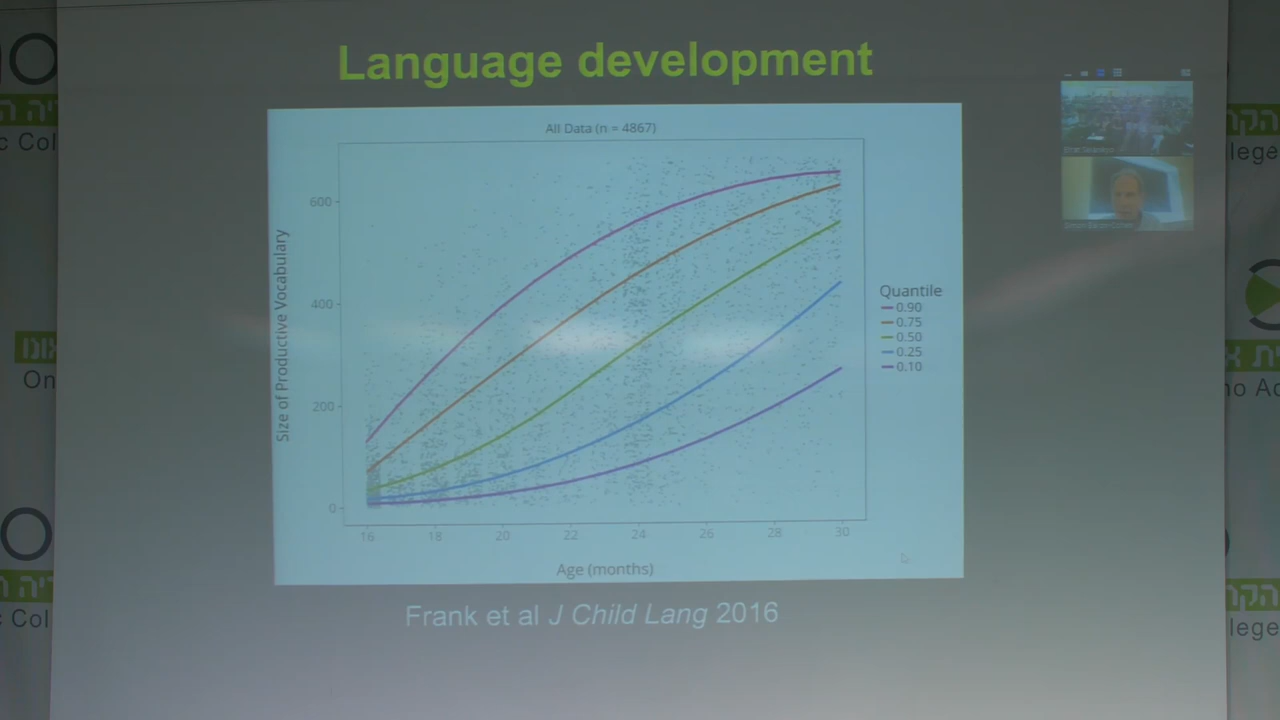 Language development
All Data (n = 4867)
Size of Productive Vocabulary
600
400
200
0
16 18 20 22 24 26 28 30
Age (months)
Quantile
0.90
0.75
0.50
0.25
0.10
Frank et al J Child Lang 2016
אונו
On